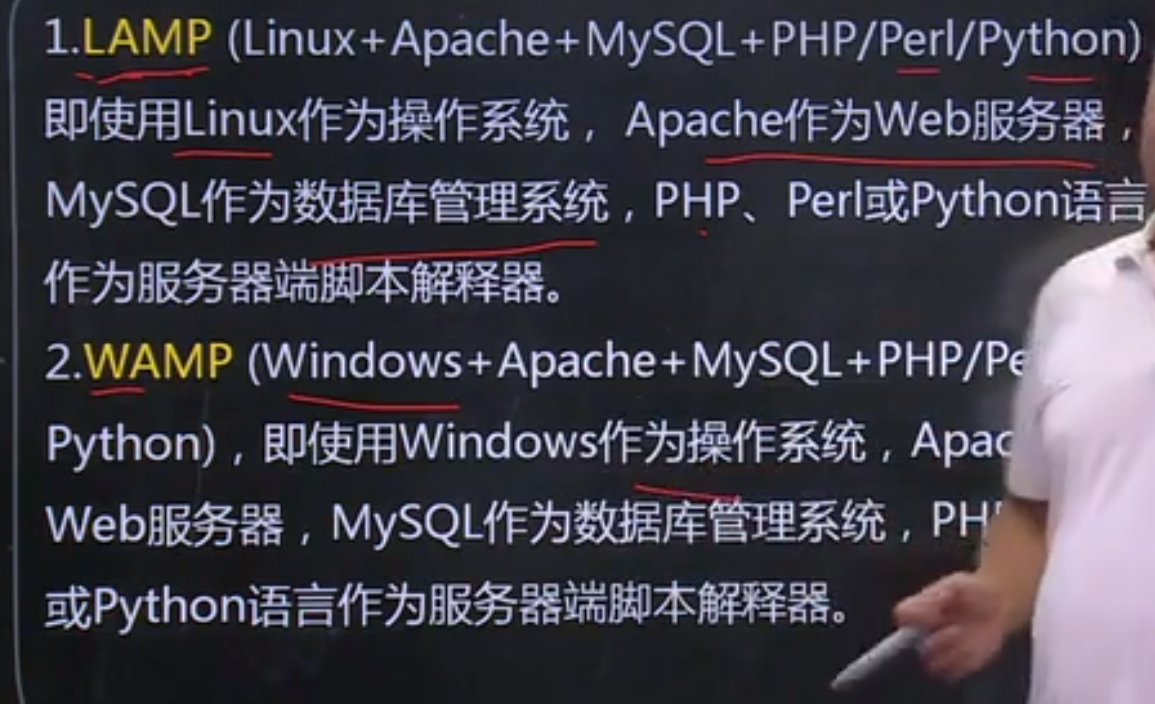 1.LAMP (Linux+Apache+MySQL+PHP/Perl/Python)
即使用Linux作为操作系统，Apache作为Web服务器，
MySQL作为数据库管理系统，PHP、Perl或Python语言
作为服务器端脚本解释器。
2.WAMP (Windows+Apache+MySQL+PHP/Pe
Python)，即使用Windows作为操作系统，Apac
Web服务器，MySQL作为数据库管理系统，PH
或Python语言作为服务器端脚本解释器。